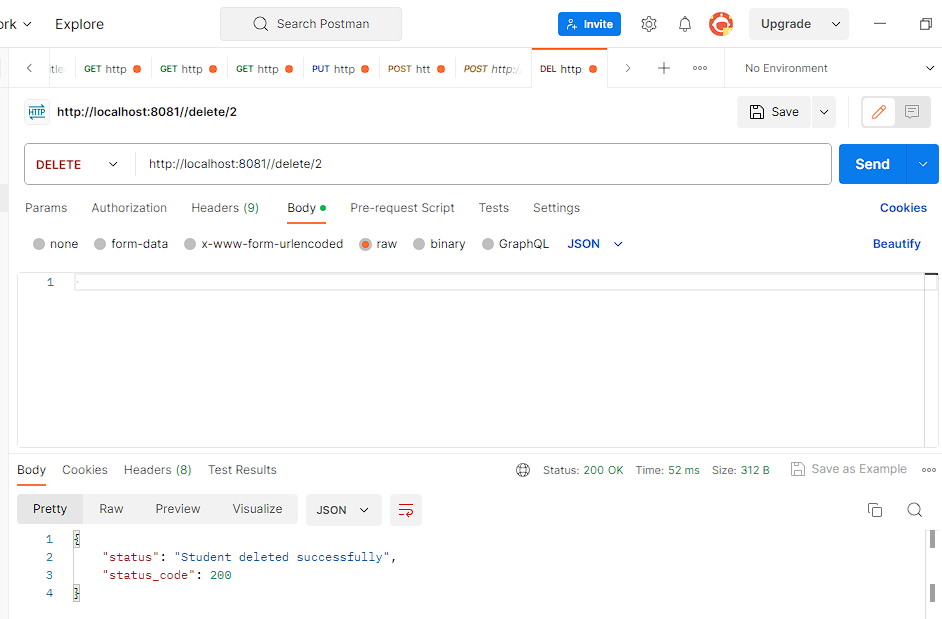 ork Explore Search Postman Invite Upgrade
GET http GET http GET http PUT http POST htt POST http:/ DEL http: No Environment
HTTP http://localhost:8081//delete/2 Save
DELETE http://localhost:8081//delete/2 Send
Params Authorization Headers (9) Body Pre-request Script Tests Settings Cookies
none form-data x-www-form-urlencoded raw binary GraphQL JSON Beautify
1
Body Cookies Headers (8) Test Results Status: 200 OK Time: 52 ms Size: 312 B Save as Example
Pretty Raw Preview Visualize JSON
1 {
2 "status": "Student deleted successfully",
3 "status_code": 200
4 }